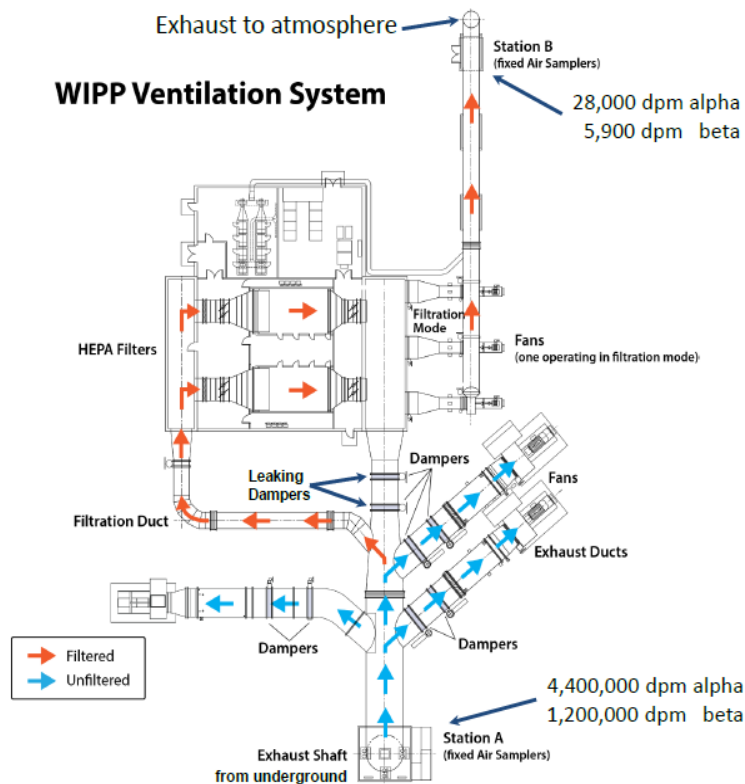 Exhaust to atmosphere
Station B
(fixed Air Samplers)
WIPP Ventilation System
28,000 dpm alpha
5,900 dpm beta
Filtration
Mode
HEPA Filters
Fans
(one operating in filtration mode)
Leaking
Dampers
Dampers
Fans
Filtration Duct
Exhaust Ducts
Dampers
Dampers
Filtered
Unfiltered
4,400,000 dpm alpha
1,200,000 dpm beta
Station A
(fixed Air Samplers)
Exhaust Shaft
from underground